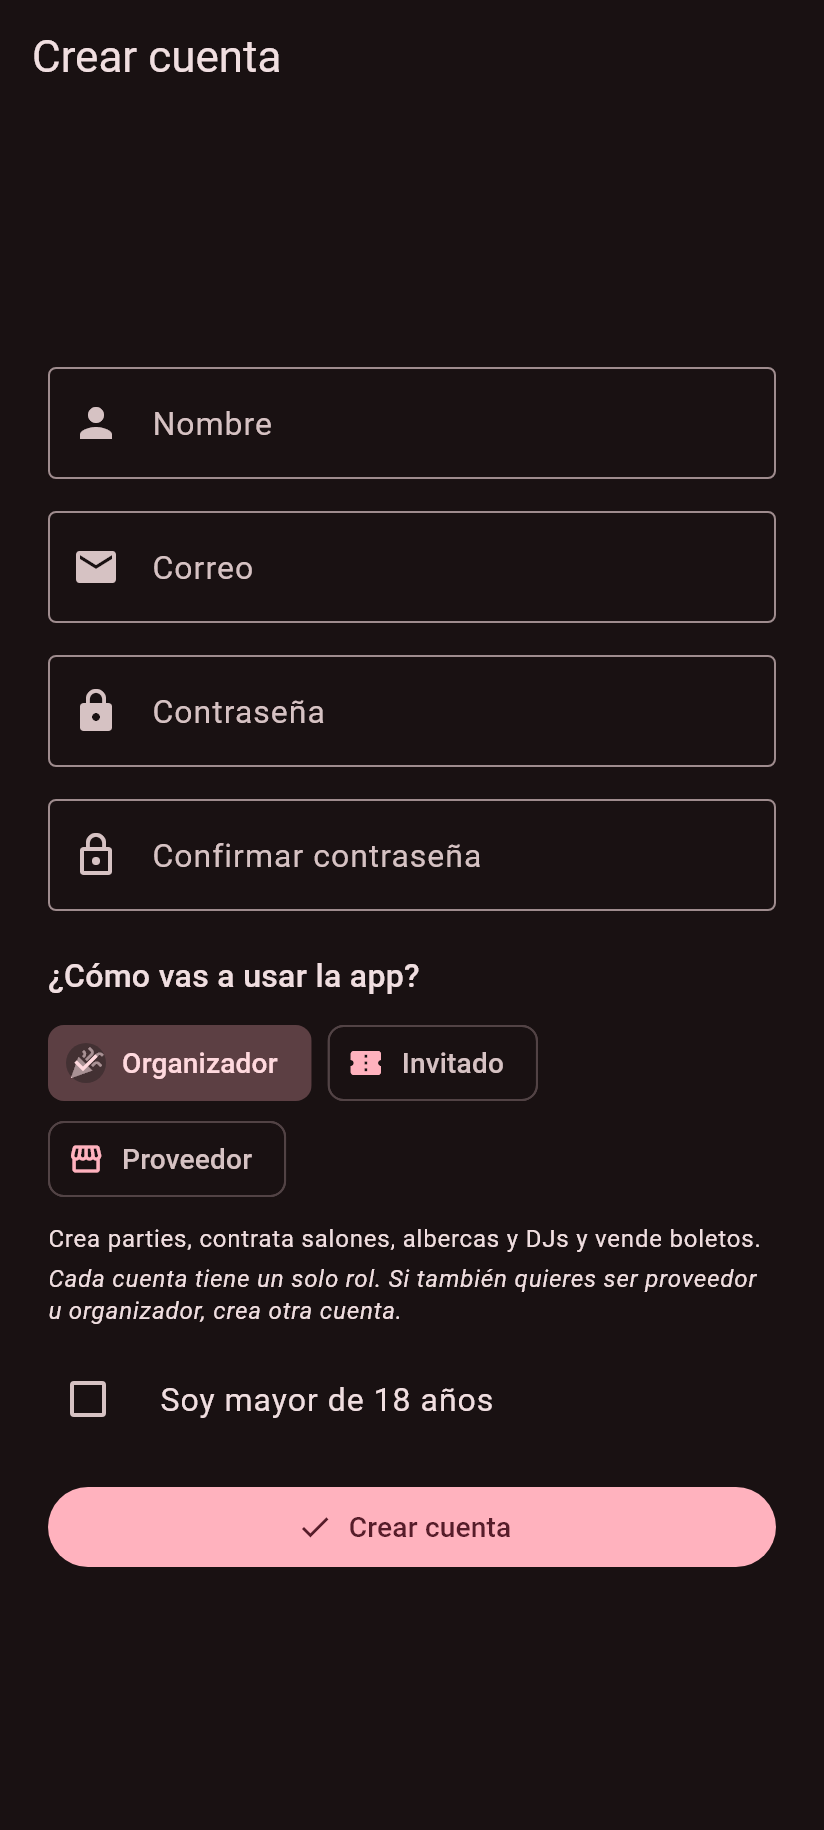 Crear cuenta
Nombre
Correo
Contraseña
Confirmar contraseña
¿Cómo vas a usar la app?
Organizador
Invitado
Proveedor
Crea parties, contrata salones, albercas y DJs y vende boletos.
Cada cuenta tiene un solo rol. Si también quieres ser proveedor
u organizador, crea otra cuenta.
Soy mayor de 18 años
Crear cuenta